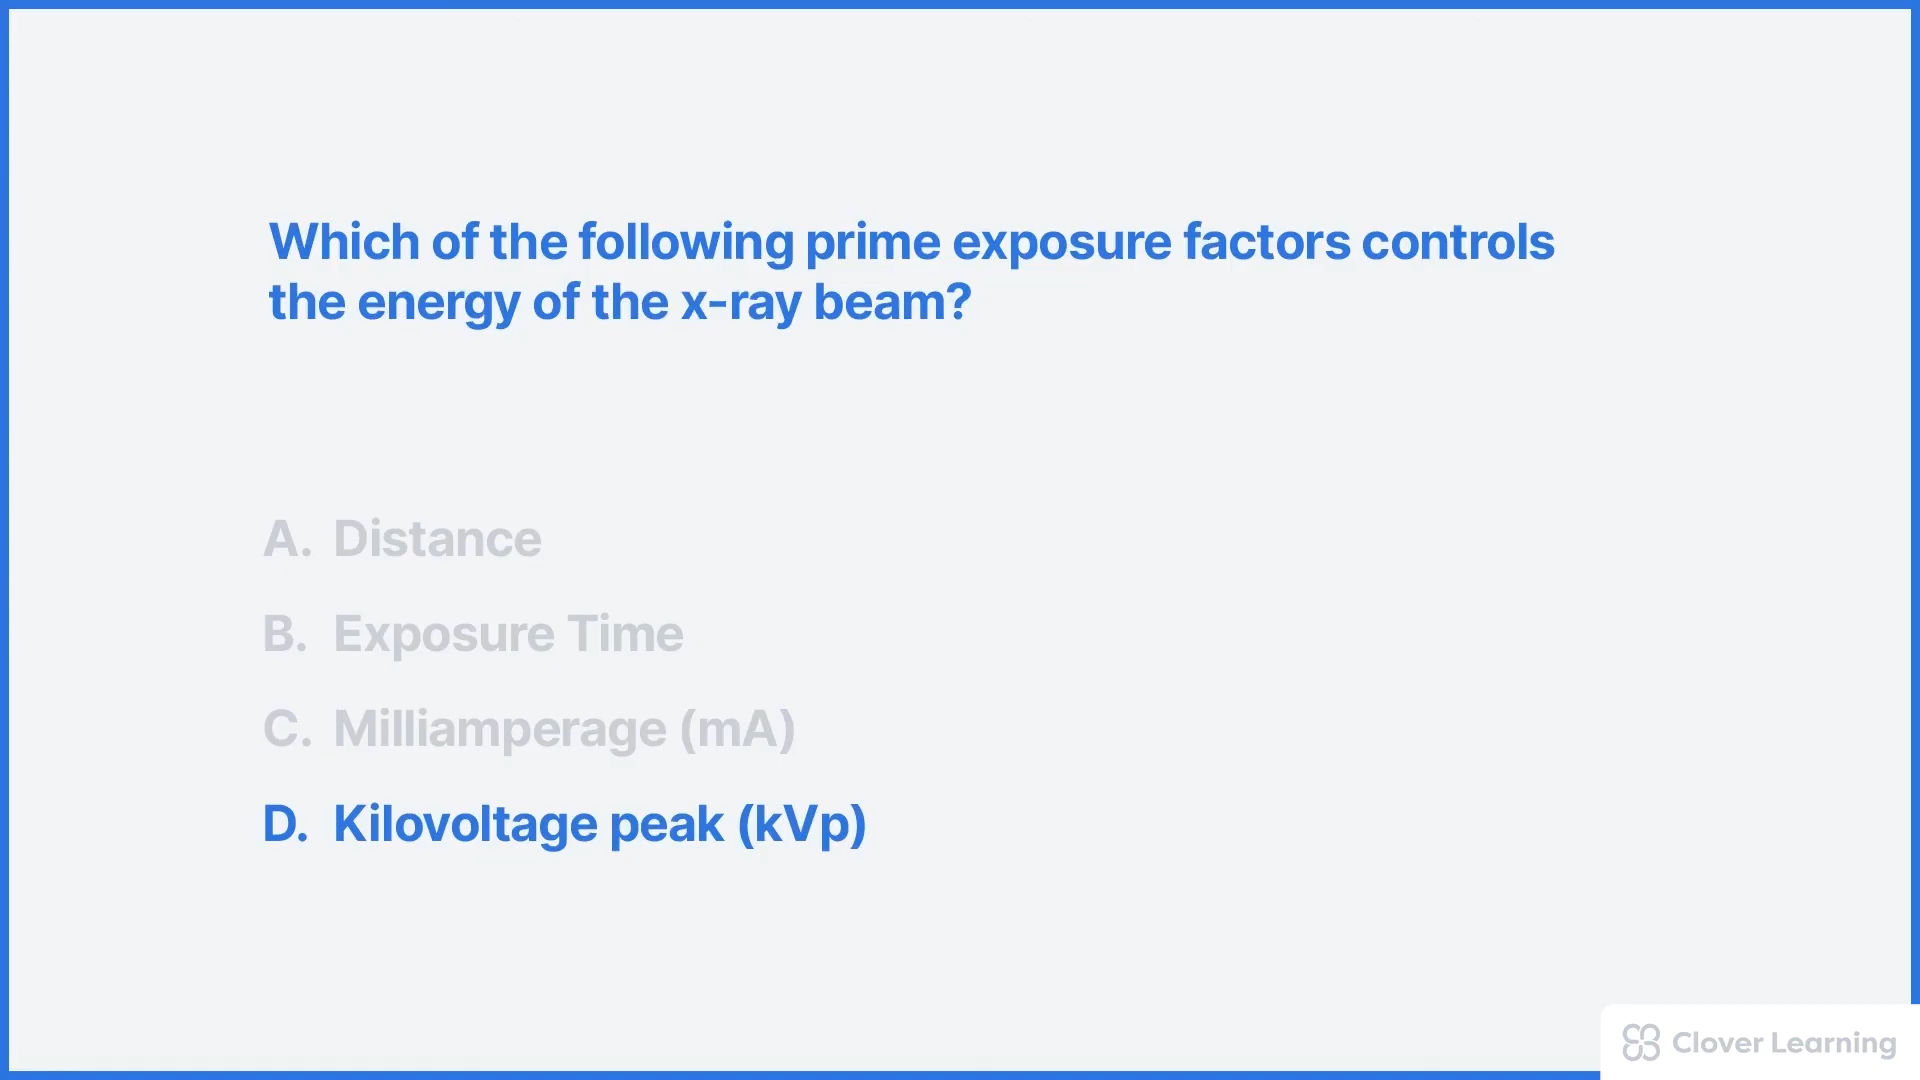 Which of the following prime exposure factors controls
the energy of the x-ray beam?
A. Distance
B. Exposure Time
C. Milliamperage (mA)
D. Kilovoltage peak (kVp)
Clover Learning